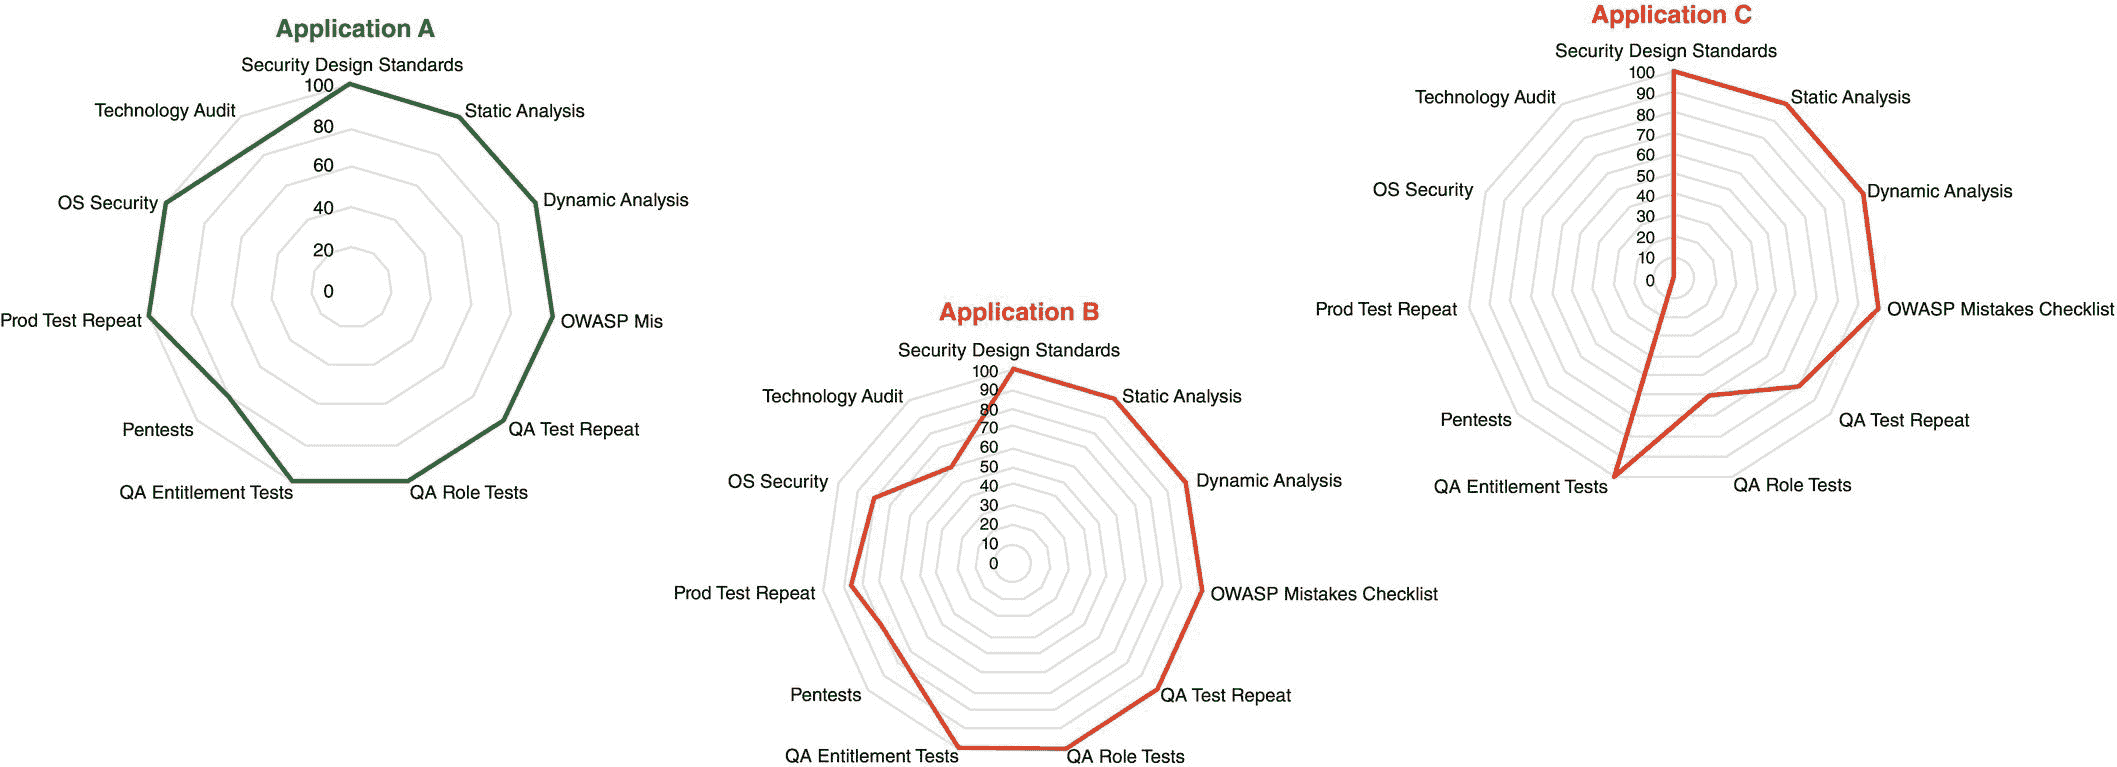 Application A
Security Design Standards
100
80
60
40
20
0
Static Analysis
Dynamic Analysis
OWASP Mis
QA Test Repeat
QA Role Tests
QA Entitlement Tests
Pentests
Prod Test Repeat
OS Security
Technology Audit
Application B
Security Design Standards
100
90
80
70
60
50
40
30
20
10
0
Static Analysis
Dynamic Analysis
OWASP Mistakes Checklist
QA Test Repeat
QA Role Tests
QA Entitlement Tests
Pentests
Prod Test Repeat
OS Security
Technology Audit
Application C
Security Design Standards
100
90
80
70
60
50
40
30
20
10
0
Static Analysis
Dynamic Analysis
OWASP Mistakes Checklist
QA Test Repeat
QA Role Tests
QA Entitlement Tests
Pentests
Prod Test Repeat
OS Security
Technology Audit